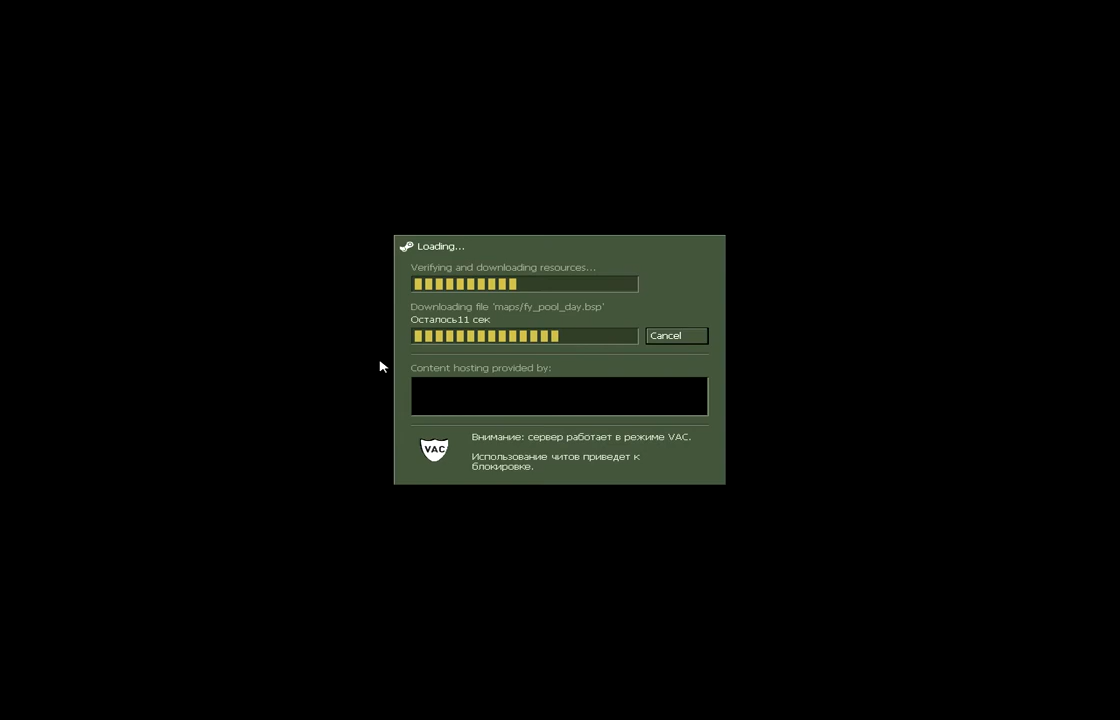 Loading...
Verifying and downloading resources...
Downloading file 'maps/fy_pool_day.bsp'
Осталось11 сек
Cancel
Content hosting provided by:
Внимание: сервер работает в режиме VAC.
VAC
Использование читов приведет к
блокировке.